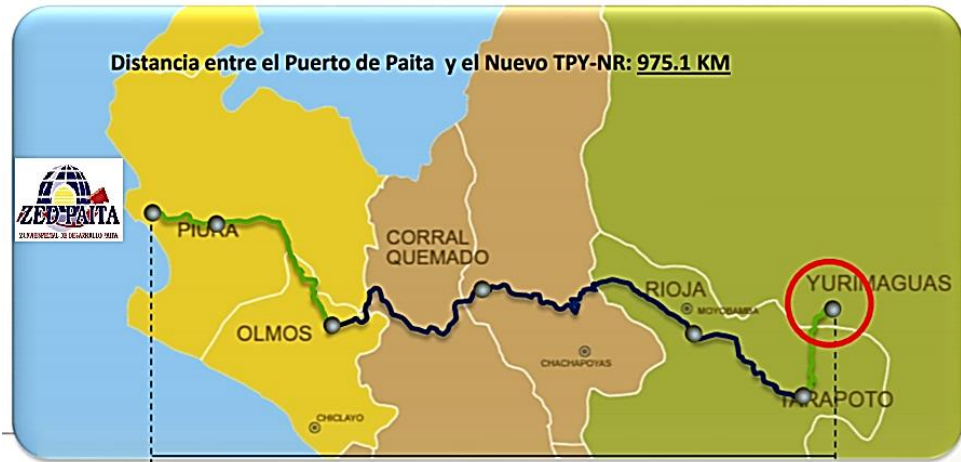 Distancia entre el Puerto de Paita y el Nuevo TPY-NR: 975.1 KM
ZED PAITA
PIURA
CORRAL
QUEMADO
OLMOS
RIOJA
MOYOBAMBA
YURIMAGUAS
CHACHAPOYAS
TARAPOTO
CHICLAYO